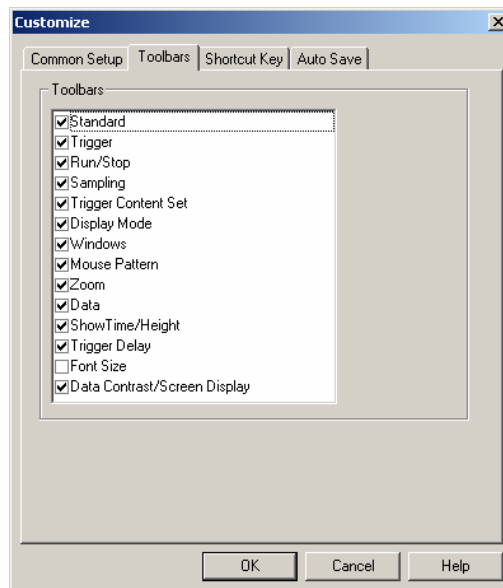 Customize
Common Setup Toolbars Shortcut Key Auto Save
Toolbars
Standard
Trigger
Run/Stop
Sampling
Trigger Content Set
Display Mode
Windows
Mouse Pattern
Zoom
Data
ShowTime/Height
Trigger Delay
Font Size
Data Contrast/Screen Display
OK Cancel Help